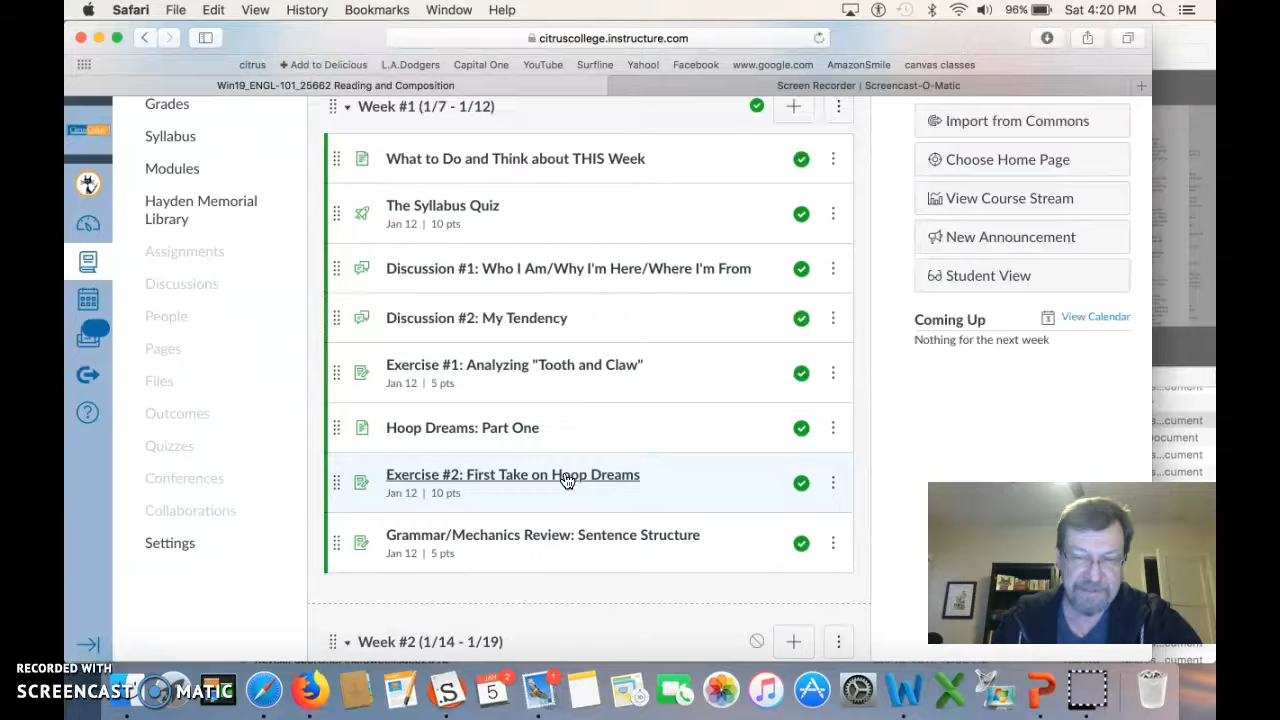 Safari File Edit View History Bookmarks Window Help 96% Sat 4:20 PM
citruscollege.instructure.com
citrus + Add to Delicious L.A.Dodgers Capital One YouTube Surfline Yahoo! Facebook www.google.com AmazonSmile canvas classes
Win19_ENGL-101_25662 Reading and Composition Screen Recorder | Screencast-O-Matic
Grades
Syllabus
Modules
Hayden Memorial
Library
Assignments
Discussions
People
Pages
Files
Outcomes
Quizzes
Conferences
Collaborations
Settings
Week #1 (1/7 - 1/12)
What to Do and Think about THIS Week
The Syllabus Quiz
Jan 12 | 10 pts
Discussion #1: Who I Am/Why I'm Here/Where I'm From
Discussion #2: My Tendency
Exercise #1: Analyzing "Tooth and Claw"
Jan 12 | 5 pts
Hoop Dreams: Part One
Exercise #2: First Take on Hoop Dreams
Jan 12 | 10 pts
Grammar/Mechanics Review: Sentence Structure
Jan 12 | 5 pts
Week #2 (1/14 - 1/19)
Import from Commons
Choose Home Page
View Course Stream
New Announcement
Student View
Coming Up View Calendar
Nothing for the next week
RECORDED WITH
SCREENCAST MATIC
JAN
5
2
1